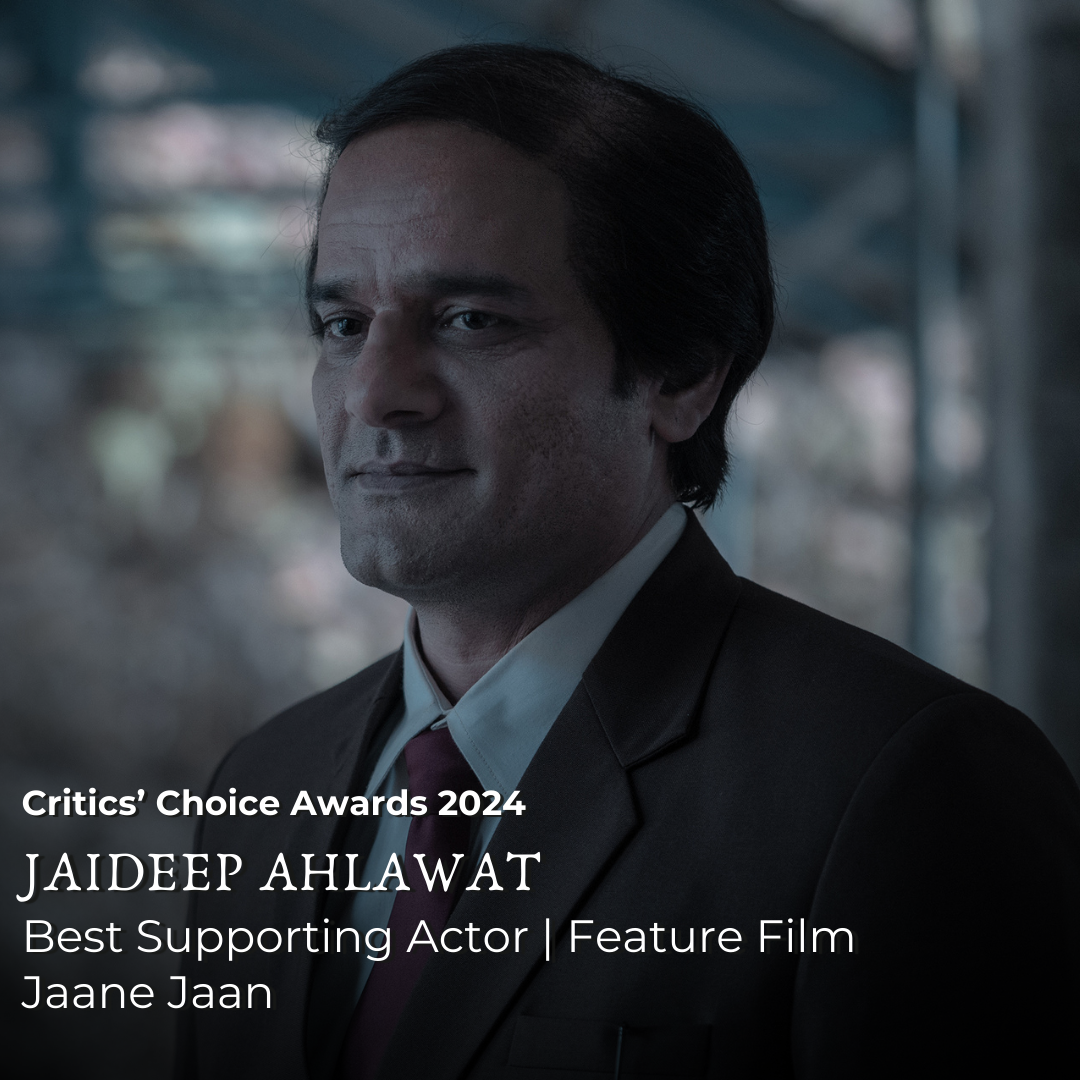 Critics’ Choice Awards 2024
JAIDEEP AHLAWAT
Best Supporting Actor | Feature Film
Jaane Jaan